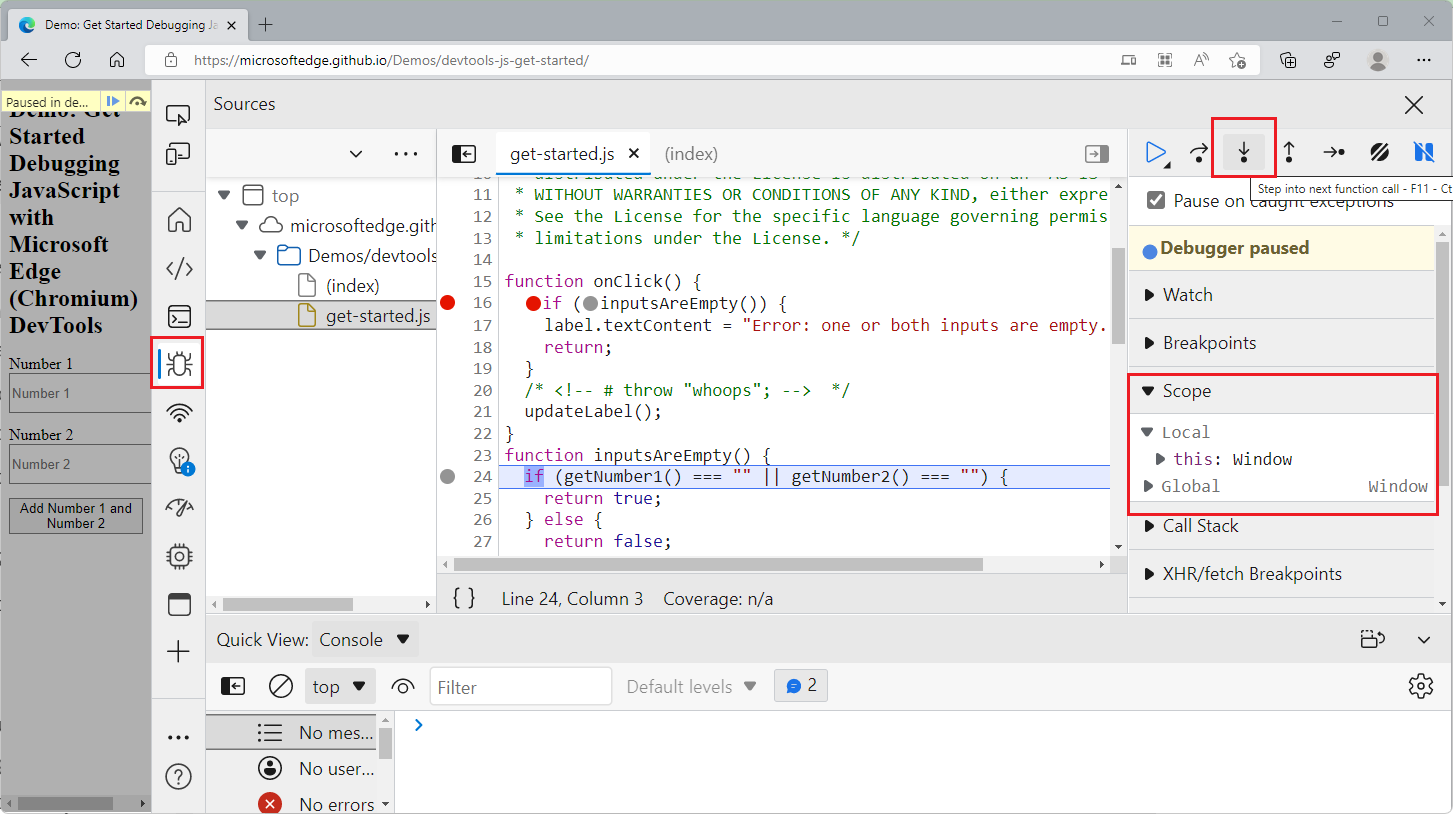 Demo: Get Started Debugging Ja
https://microsoftedge.github.io/Demos/devtools-js-get-started/
Paused in de...
Demo: Get
Started
Debugging
JavaScript
with
Microsoft
Edge
(Chromium)
DevTools
Number 1
Number 1
Number 2
Number 2
Add Number 1 and
Number 2
Sources
top
microsoftedge.gith
Demos/devtools
(index)
get-started.js
get-started.js
(index)
11 * WITHOUT WARRANTIES OR CONDITIONS OF ANY KIND, either expre
12 * See the License for the specific language governing permis
13 * limitations under the License. */
14
15 function onClick() {
16 if (inputsAreEmpty()) {
17 label.textContent = "Error: one or both inputs are empty.
18 return;
19 }
20 /* <!-- # throw "whoops"; --> */
21 updateLabel();
22 }
23 function inputsAreEmpty() {
24 if (getNumber1() === "" || getNumber2() === "") {
25 return true;
26 } else {
27 return false;
{ } Line 24, Column 3 Coverage: n/a
Step into next function call - F11 - Ct
Pause on caught exceptions
Debugger paused
Watch
Breakpoints
Scope
Local
this: Window
Global Window
Call Stack
XHR/fetch Breakpoints
Quick View: Console
top
Filter
Default levels
2
No mes...
No user...
No errors